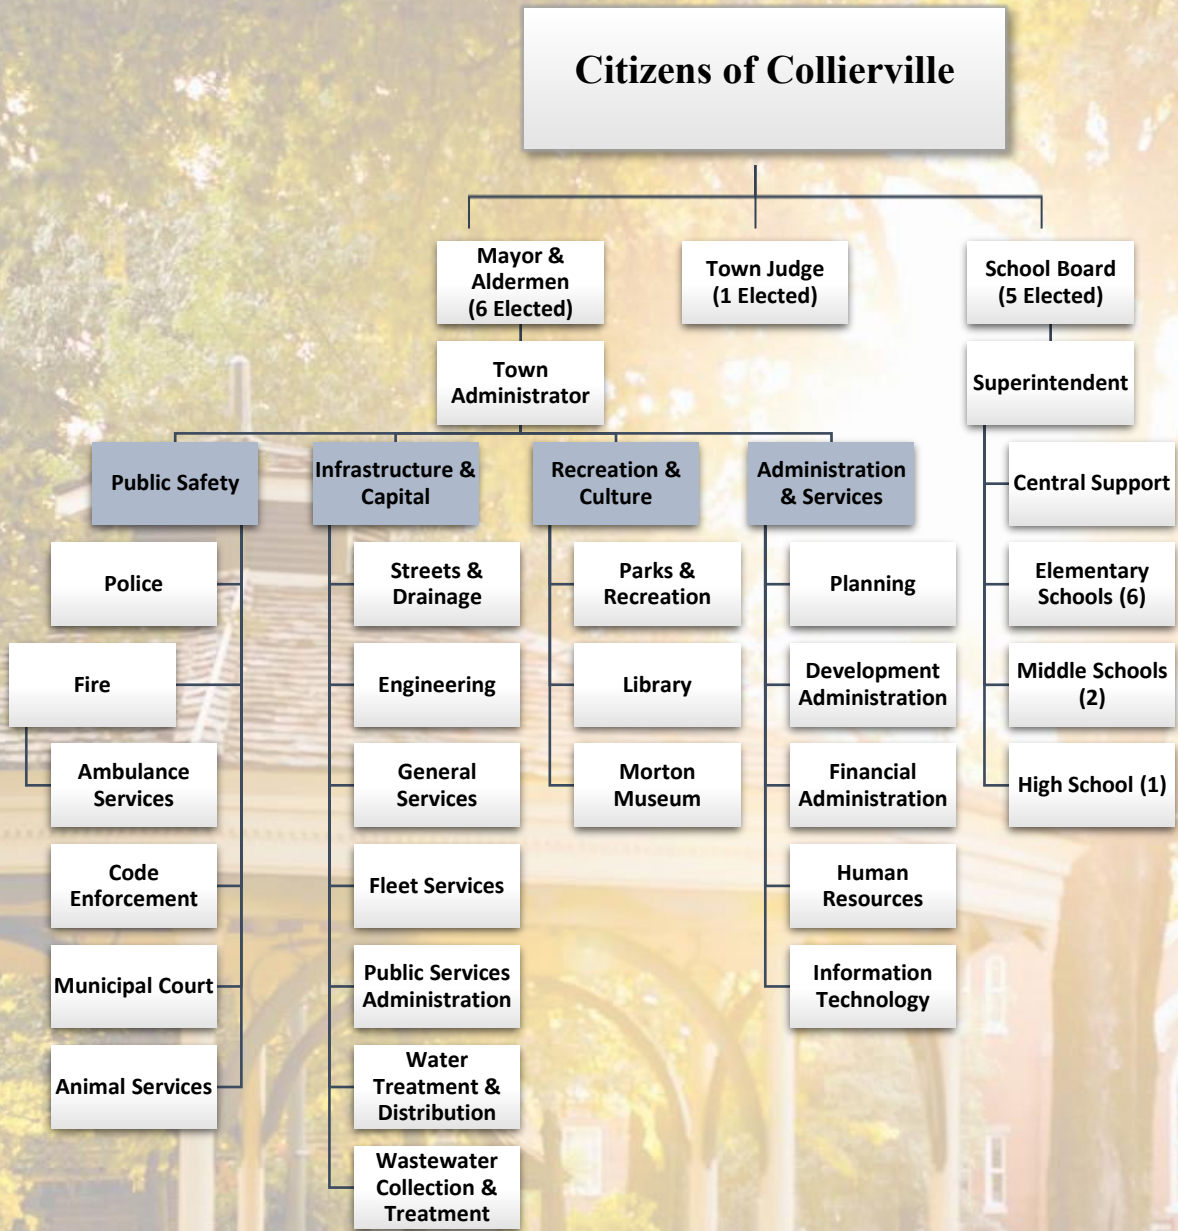 Citizens of Collierville
Mayor &
Aldermen
(6 Elected)
Town Judge
(1 Elected)
School Board
(5 Elected)
Town
Administrator
Superintendent
Public Safety
Infrastructure &
Capital
Recreation &
Culture
Administration
& Services
Central Support
Police
Streets &
Drainage
Parks &
Recreation
Planning
Elementary
Schools (6)
Fire
Engineering
Library
Development
Administration
Middle Schools
(2)
Ambulance
Services
General
Services
Morton
Museum
Financial
Administration
High School (1)
Code
Enforcement
Fleet Services
Human
Resources
Municipal Court
Public Services
Administration
Information
Technology
Animal Services
Water
Treatment &
Distribution
Wastewater
Collection &
Treatment